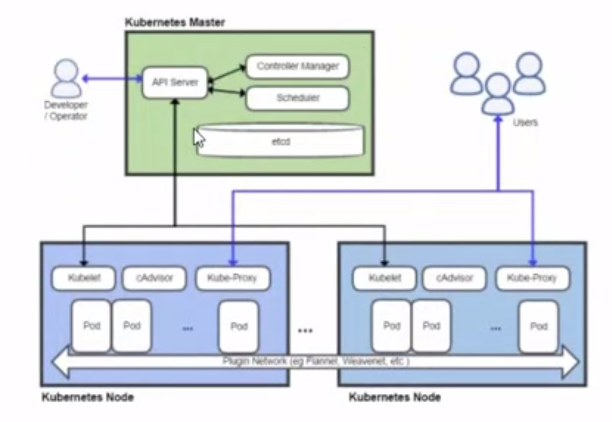 Kubernetes Master
API Server
Controller Manager
Scheduler
etcd
Developer
/ Operator
Users
Kubelet
cAdvisor
Kube-Proxy
Kubelet
cAdvisor
Kube-Proxy
Pod
Pod
...
Pod
...
Pod
Pod
...
Pod
Plugin Network (eg Flannel, Weavenet, etc )
Kubernetes Node
Kubernetes Node